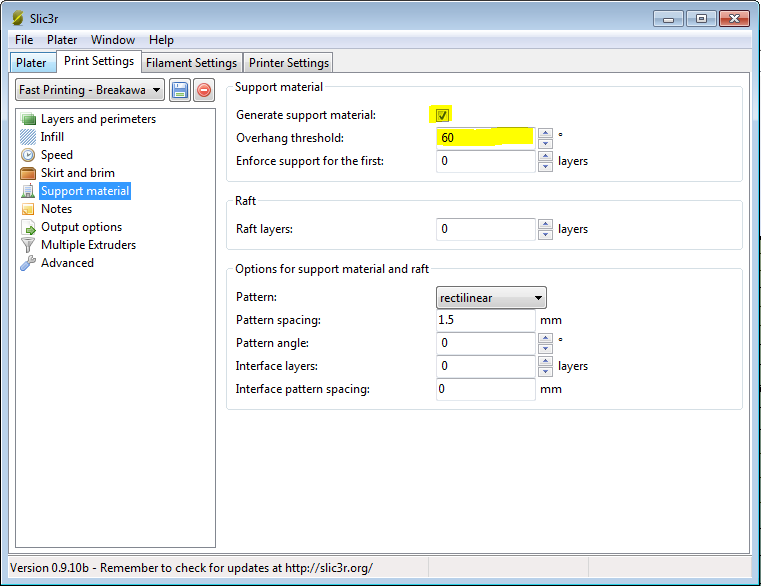 Slic3r
File Plater Window Help
Plater Print Settings Filament Settings Printer Settings
Fast Printing - Breakawa
Layers and perimeters
Infill
Speed
Skirt and brim
Support material
Notes
Output options
Multiple Extruders
Advanced
Support material
Generate support material:
Overhang threshold: 60 °
Enforce support for the first: 0 layers
Raft
Raft layers: 0 layers
Options for support material and raft
Pattern: rectilinear
Pattern spacing: 1.5 mm
Pattern angle: 0 °
Interface layers: 0 layers
Interface pattern spacing: 0 mm
Version 0.9.10b - Remember to check for updates at http://slic3r.org/